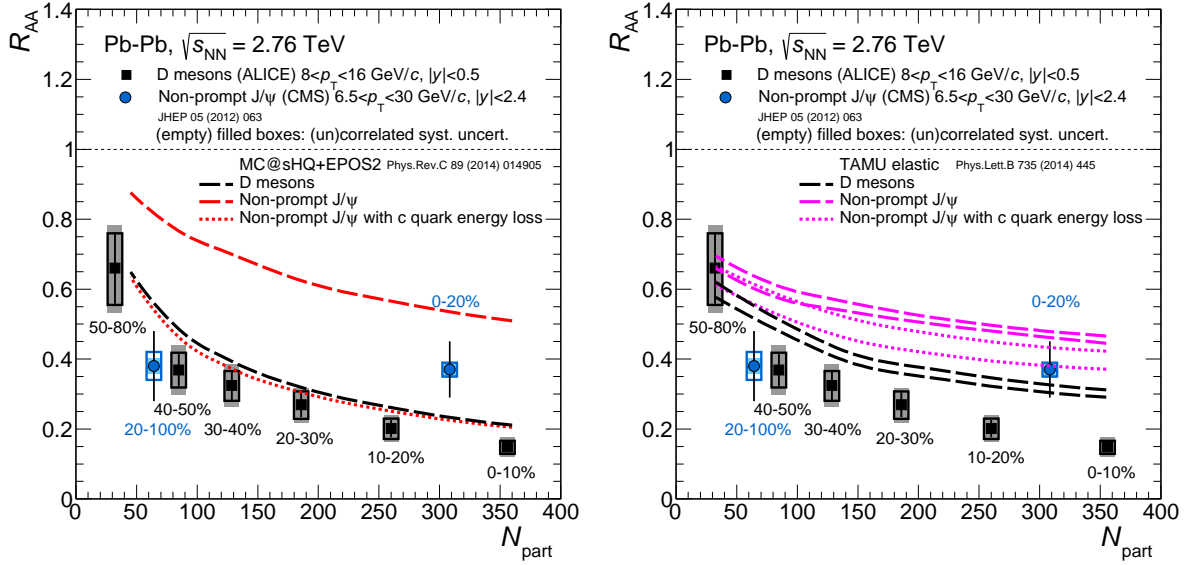 R_AA
1.4
1.2
1
0.8
0.6
0.4
0.2
0
Pb-Pb, √s_NN = 2.76 TeV
D mesons (ALICE) 8<p_T<16 GeV/c, |y|<0.5
Non-prompt J/ψ (CMS) 6.5<p_T<30 GeV/c, |y|<2.4
JHEP 05 (2012) 063
(empty) filled boxes: (un)correlated syst. uncert.
MC@sHQ+EPOS2 Phys.Rev.C 89 (2014) 014905
D mesons
Non-prompt J/ψ
Non-prompt J/ψ with c quark energy loss
0-20%
50-80%
40-50%
20-100%
30-40%
20-30%
10-20%
0-10%
0 50 100 150 200 250 300 350 400
N_part
R_AA
1.4
1.2
1
0.8
0.6
0.4
0.2
0
Pb-Pb, √s_NN = 2.76 TeV
D mesons (ALICE) 8<p_T<16 GeV/c, |y|<0.5
Non-prompt J/ψ (CMS) 6.5<p_T<30 GeV/c, |y|<2.4
JHEP 05 (2012) 063
(empty) filled boxes: (un)correlated syst. uncert.
TAMU elastic Phys.Lett.B 735 (2014) 445
D mesons
Non-prompt J/ψ
Non-prompt J/ψ with c quark energy loss
0-20%
50-80%
40-50%
20-100%
30-40%
20-30%
10-20%
0-10%
0 50 100 150 200 250 300 350 400
N_part